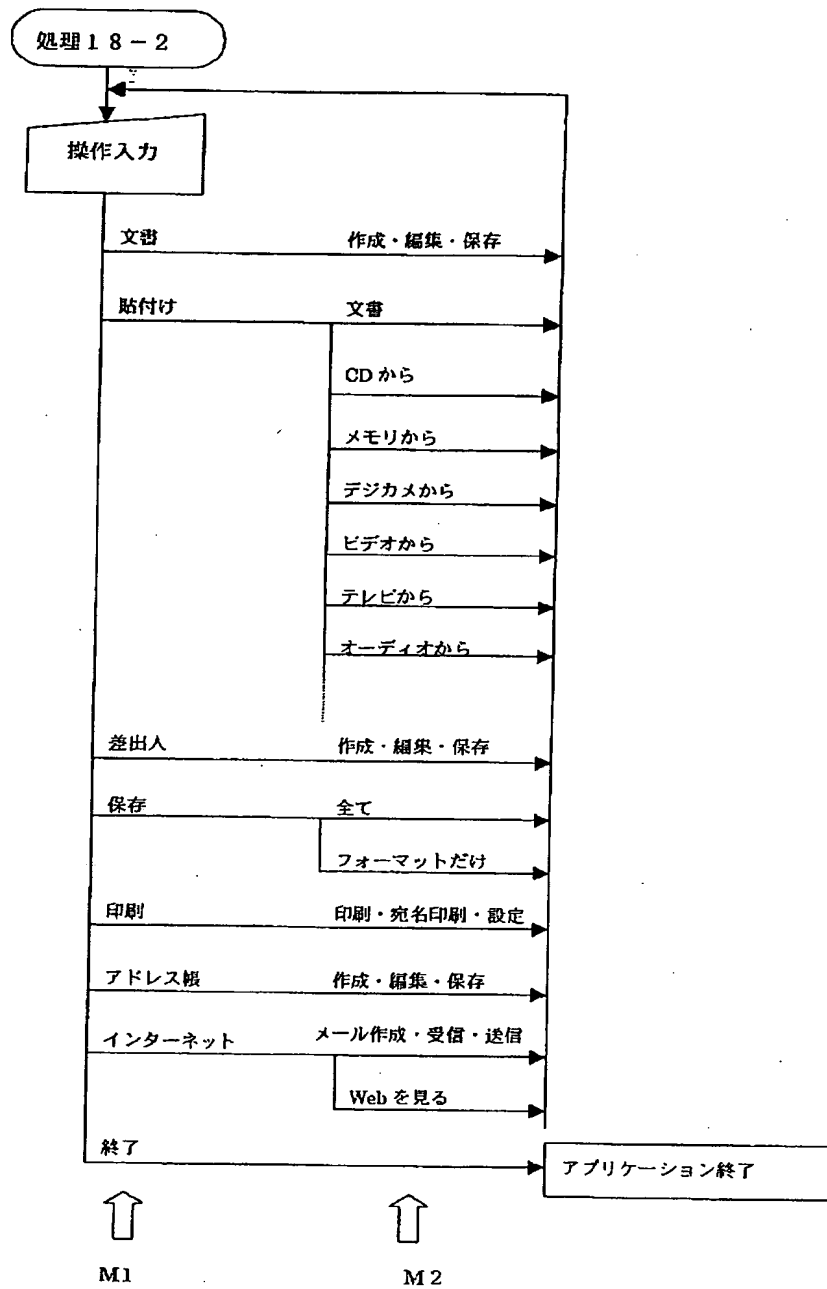 処理18-2
操作入力
文書 作成・編集・保存
貼付け 文書
CDから
メモリから
デジカメから
ビデオから
テレビから
オーディオから
差出人 作成・編集・保存
保存 全て
フォーマットだけ
印刷 印刷・宛名印刷・設定
アドレス帳 作成・編集・保存
インターネット メール作成・受信・送信
Webを見る
終了 アプリケーション終了
M1 M2